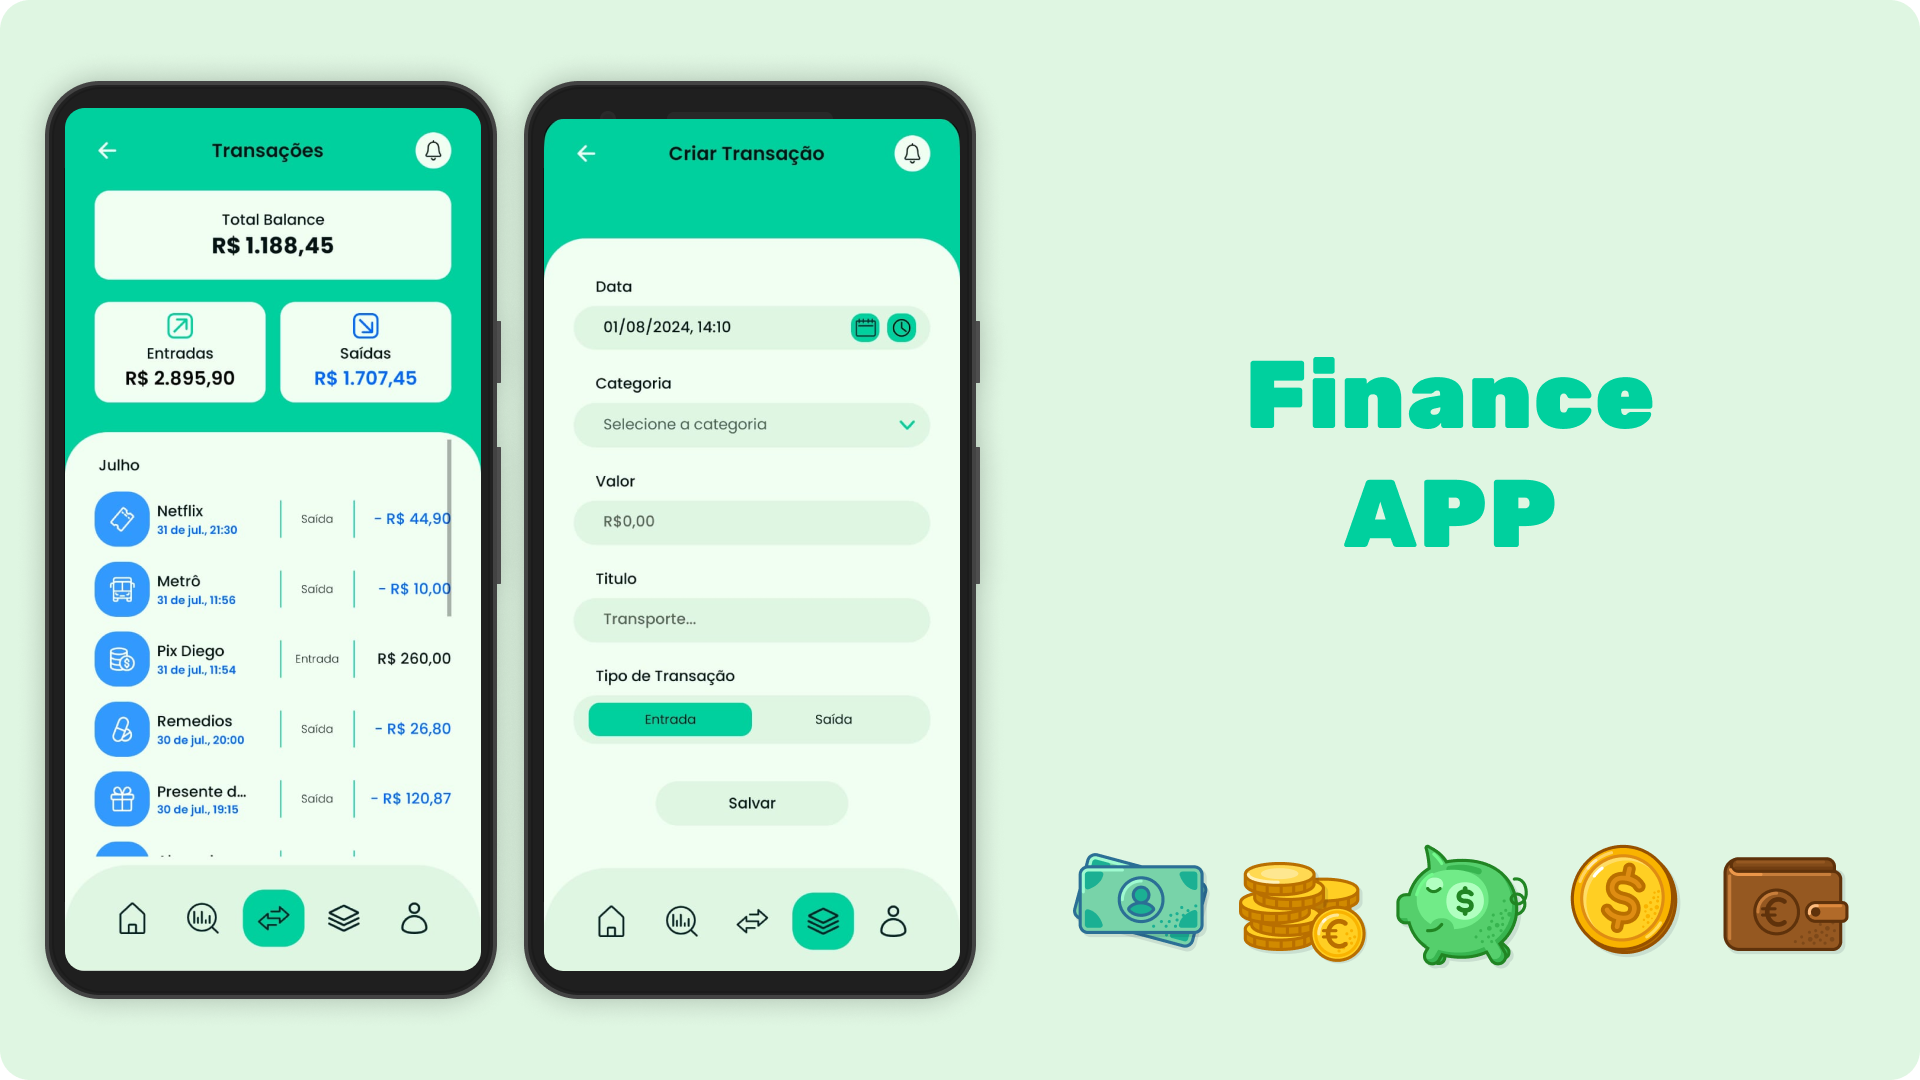 Transações
Total Balance
R$ 1.188,45
Entradas
R$ 2.895,90
Saídas
R$ 1.707,45
Julho
Netflix
31 de jul., 21:30
Saída
- R$ 44,90
Metrô
31 de jul., 11:56
Saída
- R$ 10,00
Pix Diego
31 de jul., 11:54
Entrada
R$ 260,00
Remedios
30 de jul., 20:00
Saída
- R$ 26,80
Presente d...
30 de jul., 19:15
Saída
- R$ 120,87
Criar Transação
Data
01/08/2024, 14:10
Categoria
Selecione a categoria
Valor
R$0,00
Titulo
Transporte...
Tipo de Transação
Entrada
Saída
Salvar
Finance
APP
€
$
$
€